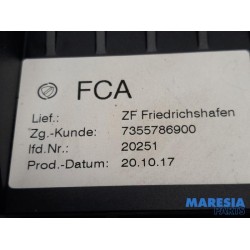 FCA
Lief.: ZF Friedrichshafen
Zg.-Kunde: 7355786900
lfd.Nr.: 20251
Prod.-Datum: 20.10.17
MARESIA